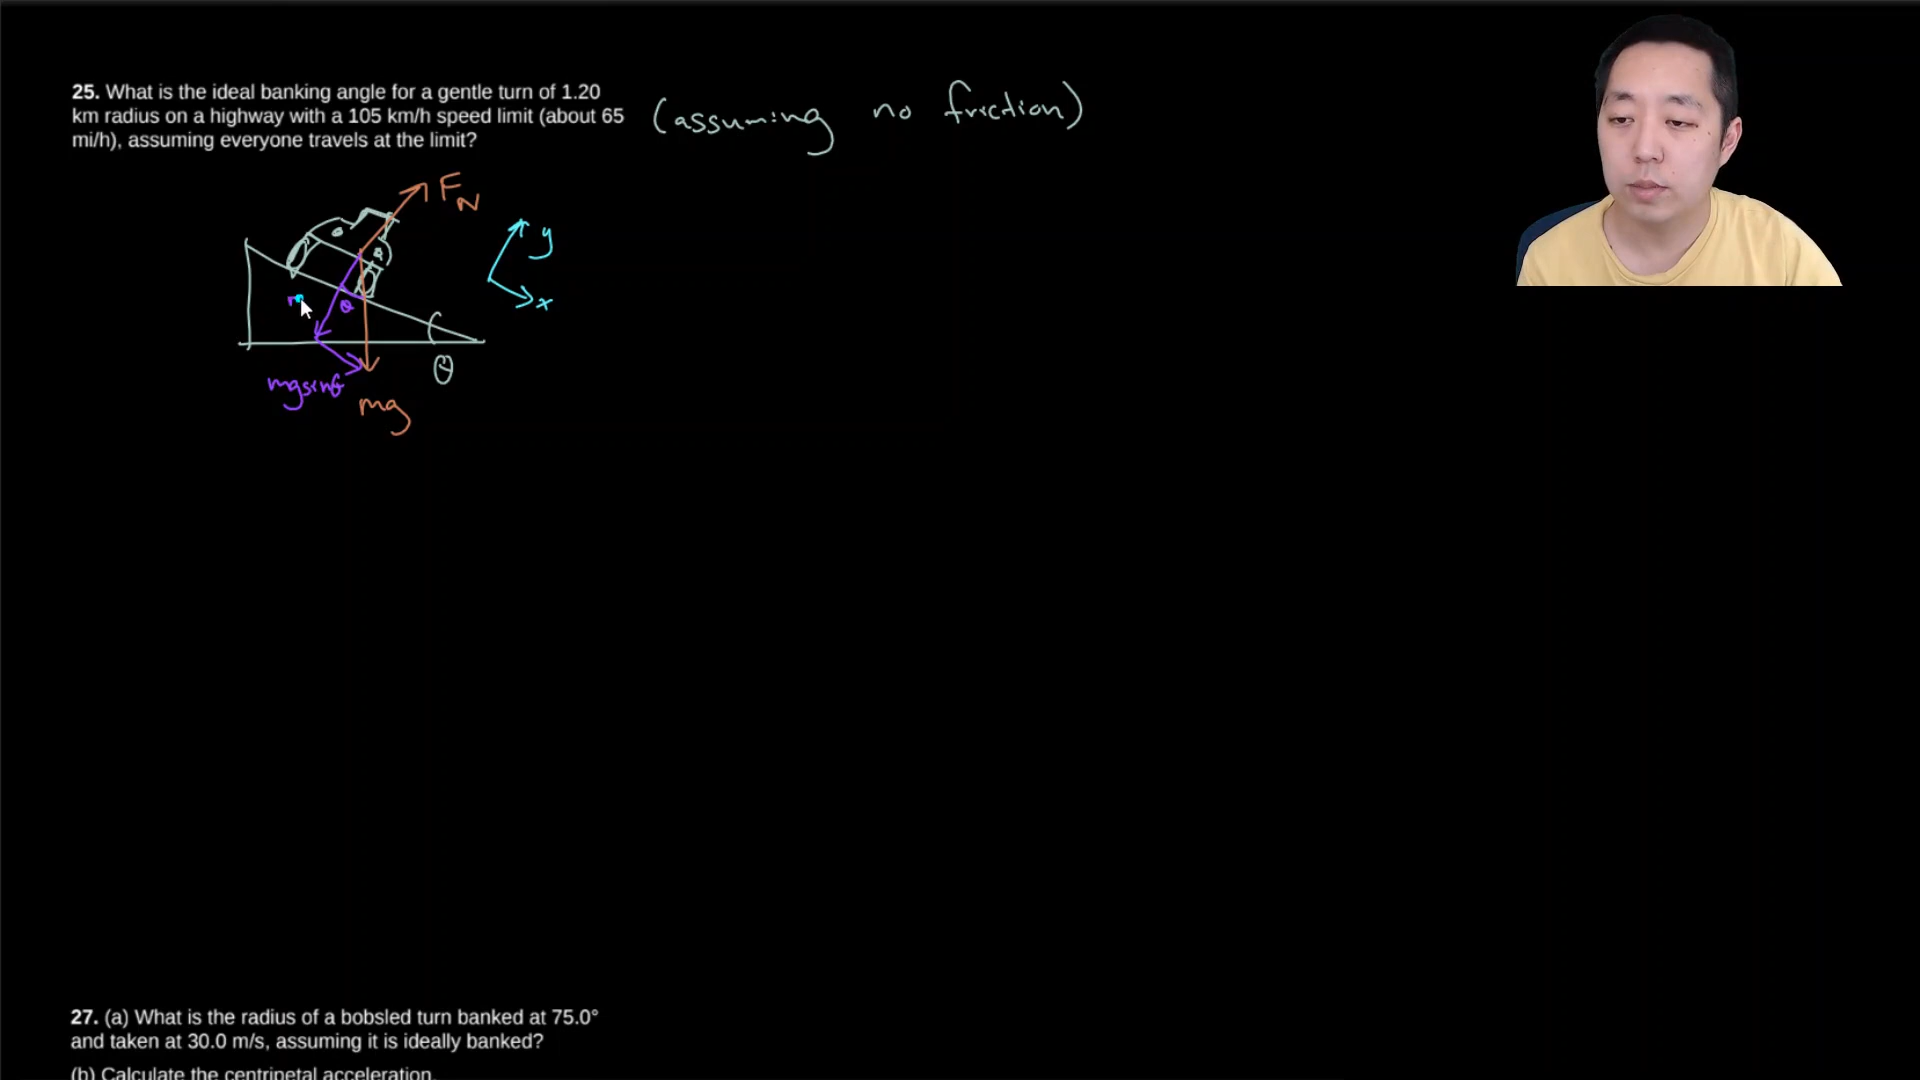 25. What is the ideal banking angle for a gentle turn of 1.20
km radius on a highway with a 105 km/h speed limit (about 65
mi/h), assuming everyone travels at the limit?
(assuming no friction)
F_N
y
x
m
θ
θ
mgsinθ
mg
27. (a) What is the radius of a bobsled turn banked at 75.0°
and taken at 30.0 m/s, assuming it is ideally banked?
(b) Calculate the centripetal acceleration.